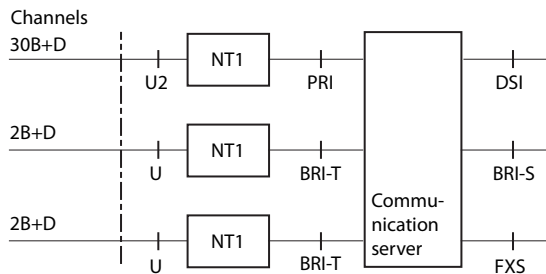 Channels
30B+D
NT1
U2
PRI
DSI
2B+D
NT1
U
BRI-T
BRI-S
Commu-
nication
server
2B+D
NT1
U
BRI-T
FXS